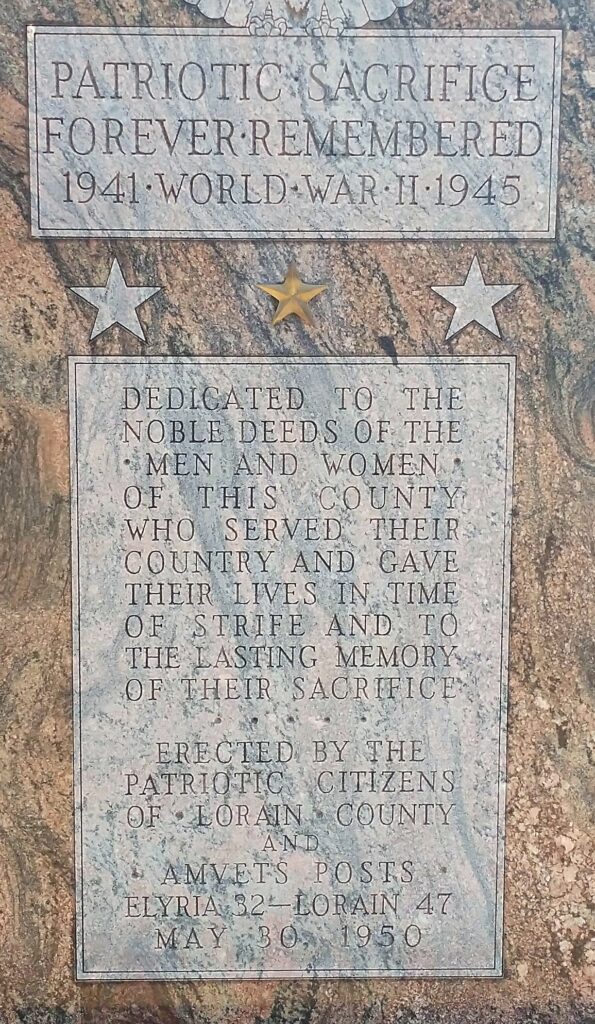 PATRIOTIC SACRIFICE
FOREVER·REMEMBERED
1941·WORLD·WAR·II·1945
DEDICATED TO THE
NOBLE DEEDS OF THE
· MEN AND WOMEN ·
OF THIS COUNTY
WHO SERVED THEIR
COUNTRY AND GAVE
THEIR LIVES IN TIME
OF STRIFE AND TO
THE LASTING MEMORY
OF THEIR SACRIFICE
· · · · ·
ERECTED BY THE
PATRIOTIC CITIZENS
OF · LORAIN · COUNTY
AND
· AMVETS POSTS ·
ELYRIA 32—LORAIN 47
MAY 30, 1950